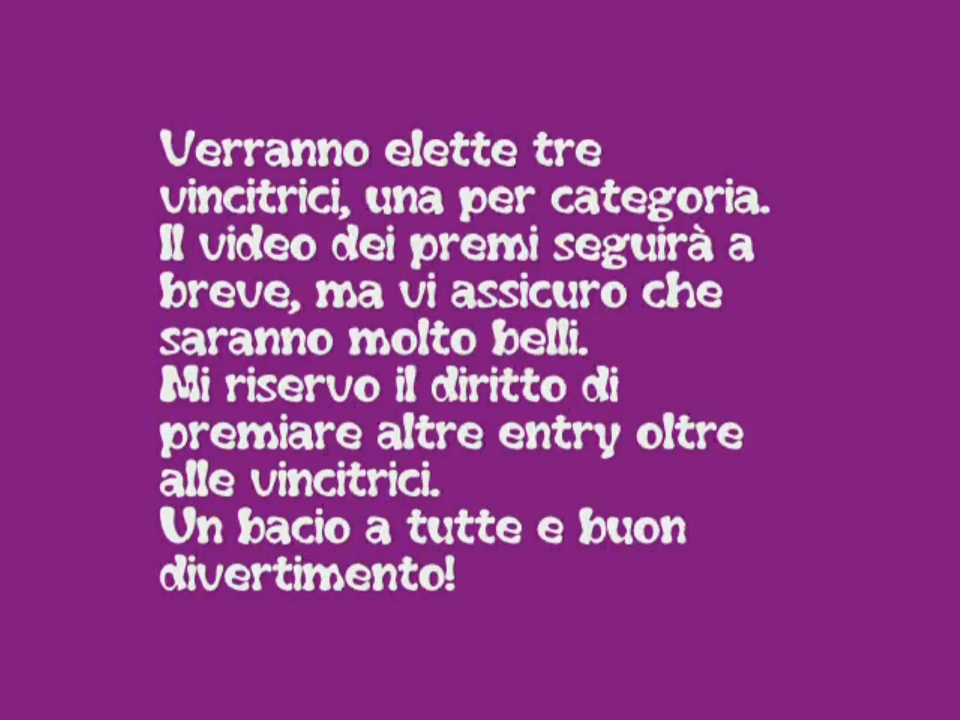 Verranno elette tre
vincitrici, una per categoria.
Il video dei premi seguirà a
breve, ma vi assicuro che
saranno molto belli.
Mi riservo il diritto di
premiare altre entry oltre
alle vincitrici.
Un bacio a tutte e buon
divertimento!